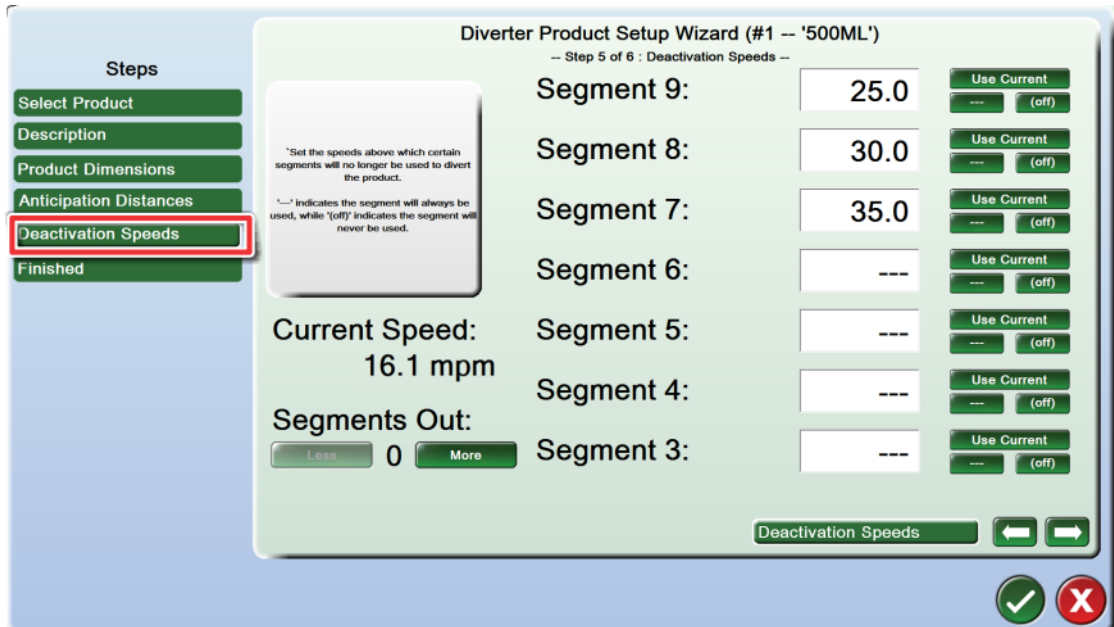 Diverter Product Setup Wizard (#1 -- '500ML')
-- Step 5 of 6 : Deactivation Speeds --
Steps
Select Product
Description
Product Dimensions
Anticipation Distances
Deactivation Speeds
Finished
`Set the speeds above which certain
segments will no longer be used to divert
the product.
'---' indicates the segment will always be
used, while '(off)' indicates the segment will
never be used.
Current Speed:
16.1 mpm
Segments Out:
Less 0 More
Segment 9: 25.0 Use Current
--- (off)
Segment 8: 30.0 Use Current
--- (off)
Segment 7: 35.0 Use Current
--- (off)
Segment 6: --- Use Current
--- (off)
Segment 5: --- Use Current
--- (off)
Segment 4: --- Use Current
--- (off)
Segment 3: --- Use Current
--- (off)
Deactivation Speeds